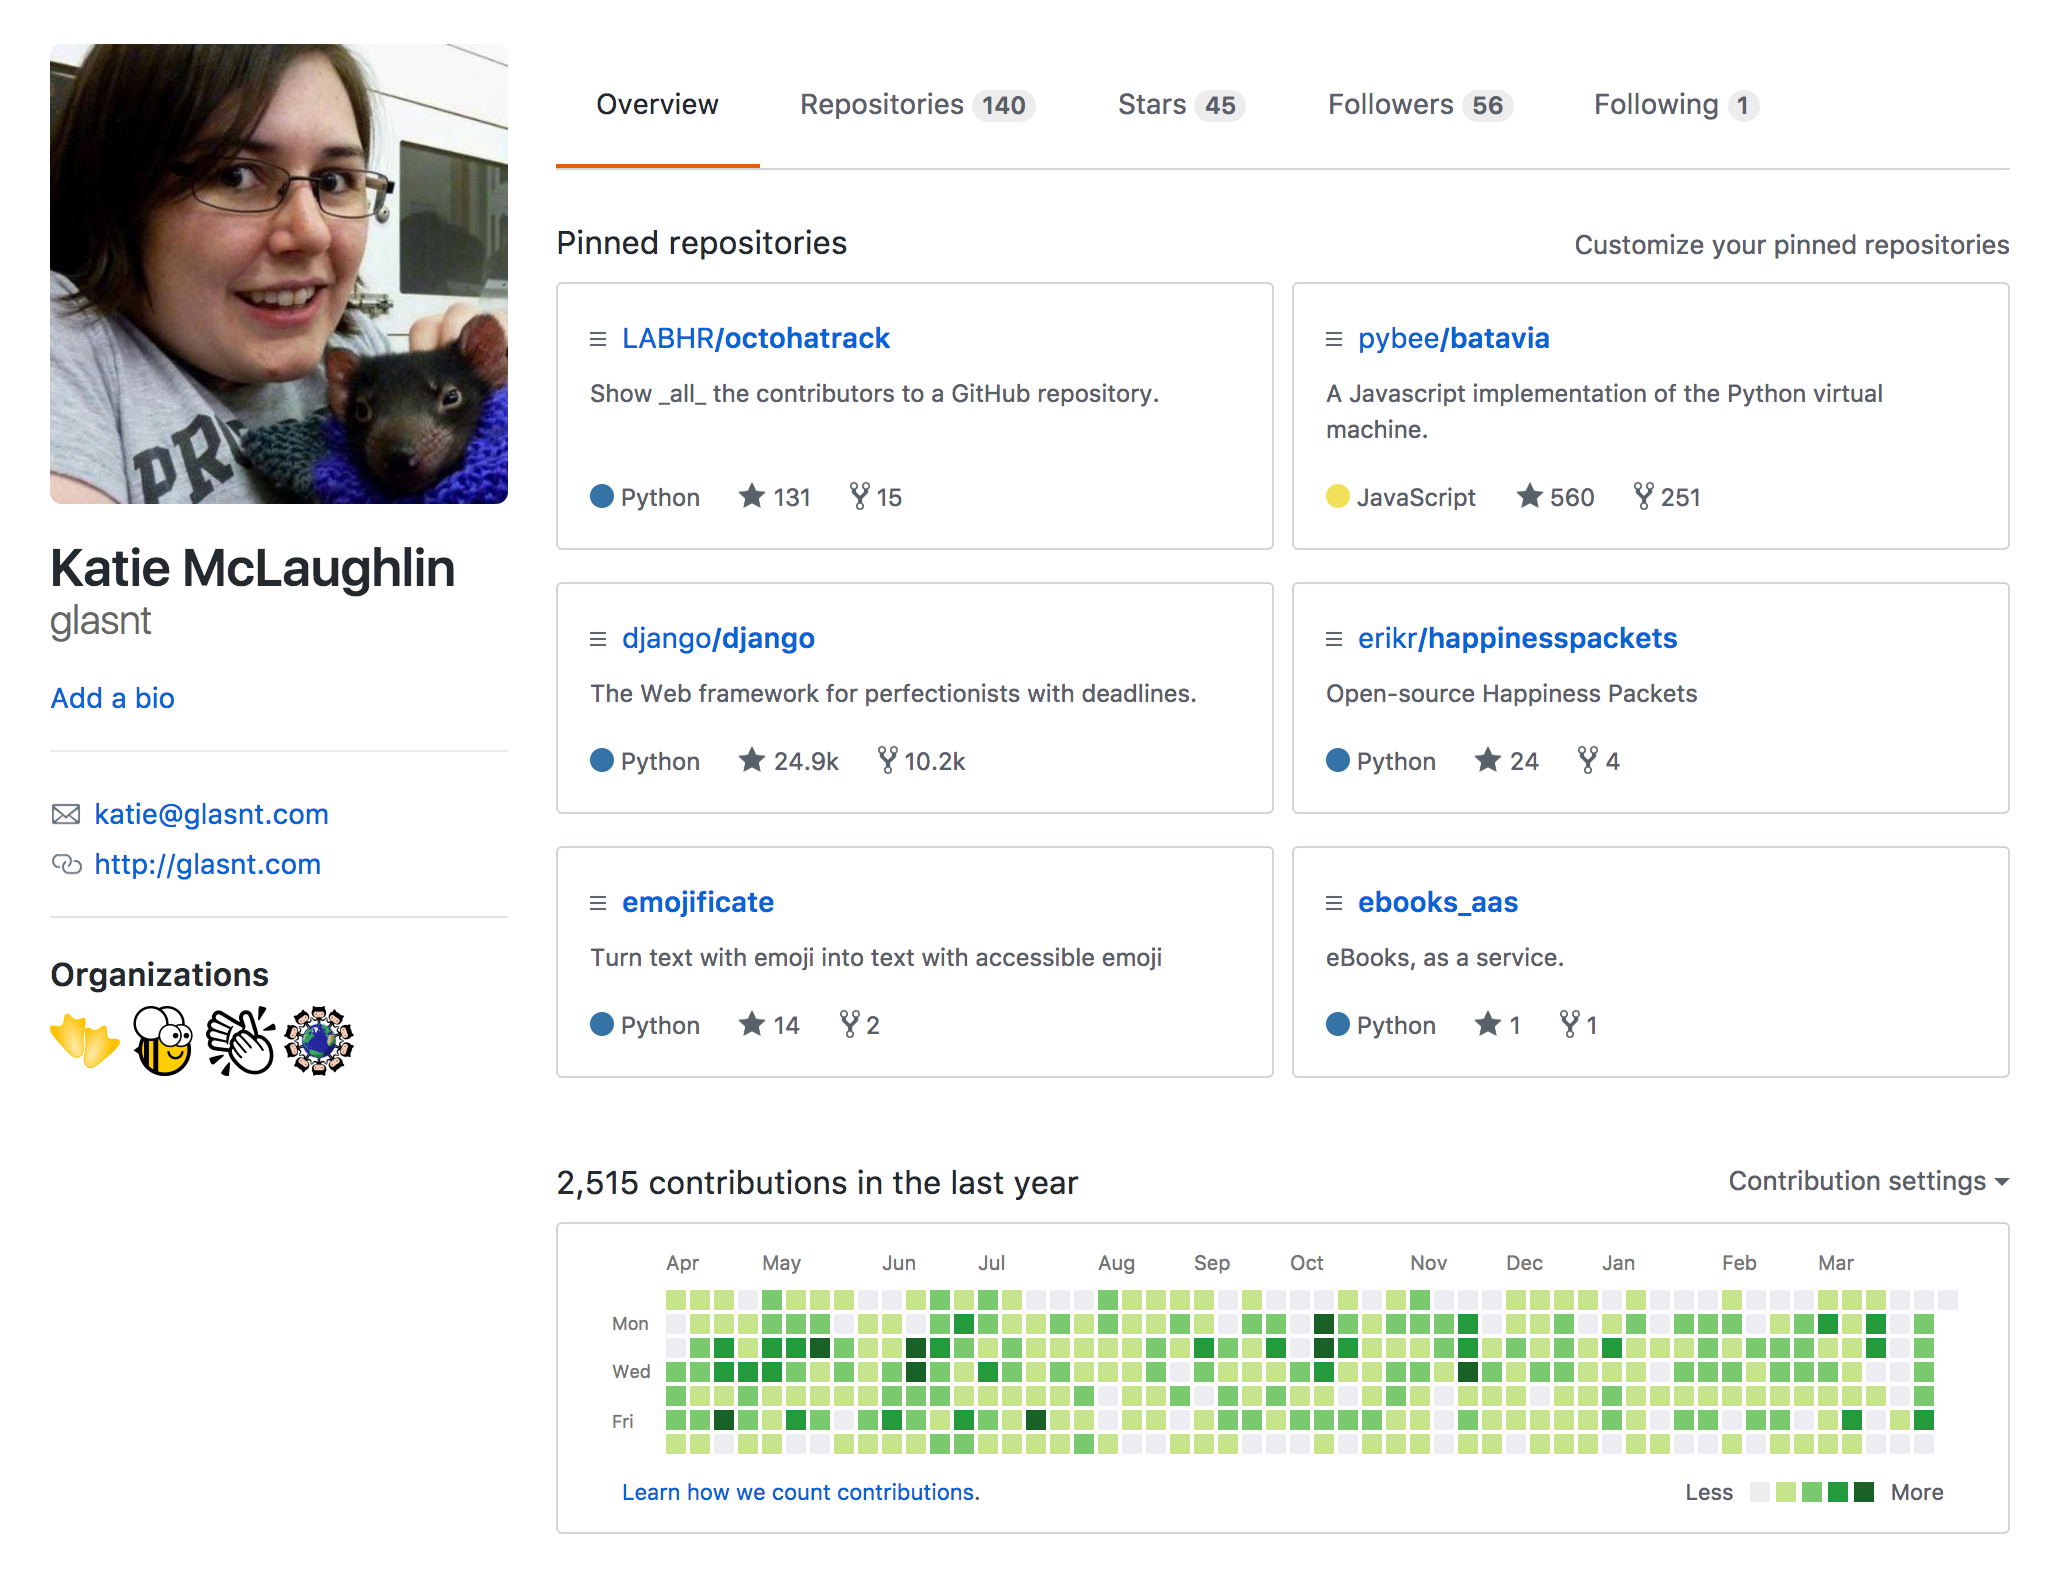 PRO
Katie McLaughlin
glasnt
Add a bio
katie@glasnt.com
http://glasnt.com
Organizations
Overview Repositories 140 Stars 45 Followers 56 Following 1
Pinned repositories Customize your pinned repositories
LABHR/octohatrack
Show _all_ the contributors to a GitHub repository.
Python 131 15
pybee/batavia
A Javascript implementation of the Python virtual
machine.
JavaScript 560 251
django/django
The Web framework for perfectionists with deadlines.
Python 24.9k 10.2k
erikr/happinesspackets
Open-source Happiness Packets
Python 24 4
emojificate
Turn text with emoji into text with accessible emoji
Python 14 2
ebooks_aas
eBooks, as a service.
Python 1 1
2,515 contributions in the last year Contribution settings
Apr May Jun Jul Aug Sep Oct Nov Dec Jan Feb Mar
Mon
Wed
Fri
Learn how we count contributions. Less More